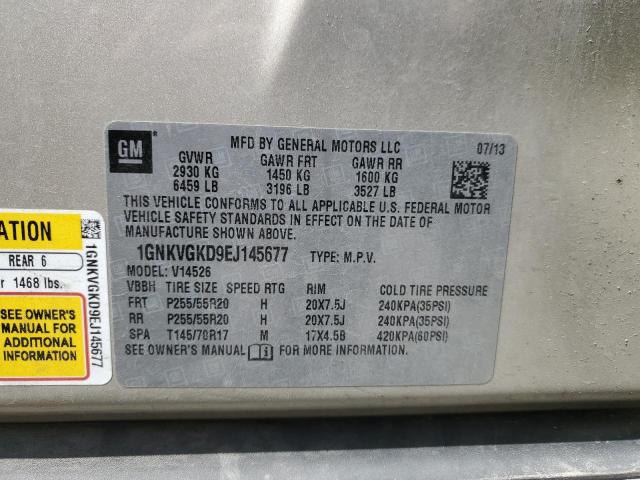 GM
MFD BY GENERAL MOTORS LLC
07/13
GVWR GAWR FRT GAWR RR
2930 KG 1450 KG 1600 KG
6459 LB 3196 LB 3527 LB
THIS VEHICLE CONFORMS TO ALL APPLICABLE U.S. FEDERAL MOTOR
VEHICLE SAFETY STANDARDS IN EFFECT ON THE DATE OF
MANUFACTURE SHOWN ABOVE.
1GNKVGKD9EJ145677 TYPE: M.P.V.
MODEL: V14526
VBBH TIRE SIZE SPEED RTG RIM COLD TIRE PRESSURE
FRT P255/55R20 H 20X7.5J 240KPA(35PSI)
RR P255/55R20 H 20X7.5J 240KPA(35PSI)
SPA T145/70R17 M 17X4.5B 420KPA(60PSI)
SEE OWNER'S MANUAL FOR MORE INFORMATION.
ATION
REAR 6
r 1468 lbs.
SEE OWNER'S
MANUAL FOR
ADDITIONAL
INFORMATION
1GNKVGKD9EJ145677